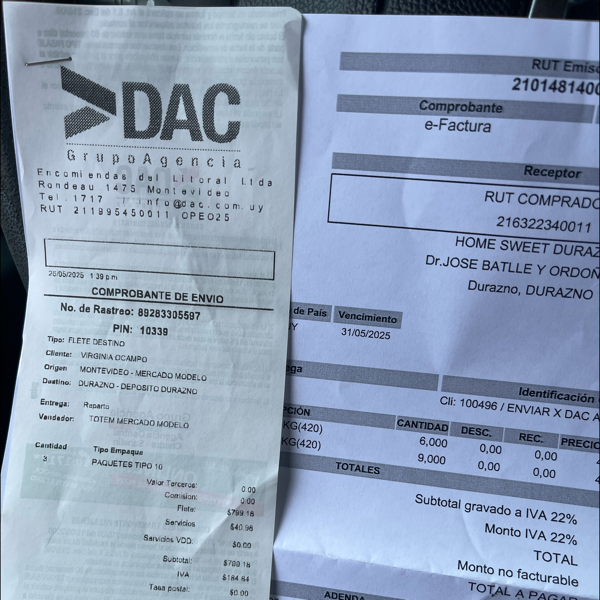 DAC
GrupoAgencia
Encomiendas del Litoral Ltda
Rondeau 1475 Montevideo
Tel.1717 / info@dac.com.uy
RUT 211995450011 OPE025
26/05/2025 1:39 p.m.
COMPROBANTE DE ENVIO
No. de Rastreo: 89283305597
PIN: 10339
Tipo: FLETE DESTINO
Cliente: VIRGINIA OCAMPO
Origen MONTEVIDEO - MERCADO MODELO
Destino: DURAZNO - DEPOSITO DURAZNO
Entrega: Reparto
Vendedor: TOTEM MERCADO MODELO
Cantidad Tipo Empaque
3 PAQUETES TIPO 10
Valor Terceros: 0.00
Comision: 0.00
Flete: $799.18
Servicios $40.96
Servicios VDD: $0.00
Subtotal:
IVA $184.84
Tasa postal: $0.00
RUT Emiso
2101481400
Comprobante
e-Factura
Receptor
RUT COMPRADO
216322340011
HOME SWEET DURAZ
Dr.JOSE BATLLE Y ORDOÑ
Durazno, DURAZNO
de País Vencimiento
Y 31/05/2025
ega Identificación
Cli: 100496 / ENVIAR X DAC A
PCIÓN CANTIDAD DESC. REC. PRECIO
KG(420) 6,000 0,00 0,00
KG(420) 9,000 0,00 0,00
TOTALES
Subtotal gravado a IVA 22%
Monto IVA 22%
TOTAL
Monto no facturable
TOTAL A PAGAR
ADENDA